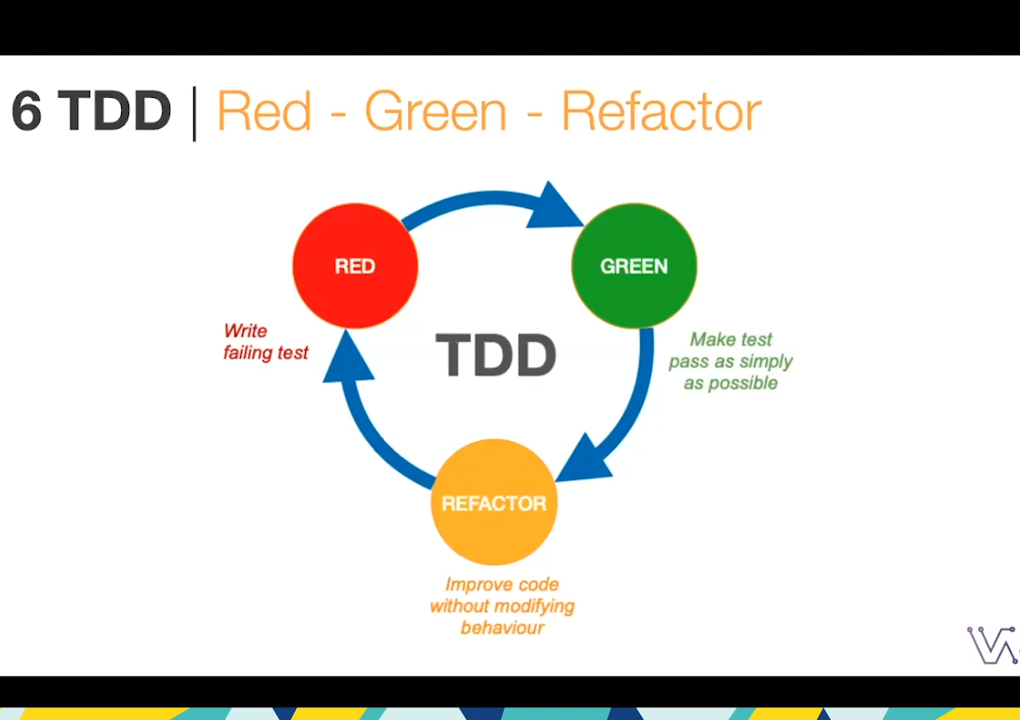 6 TDD | Red - Green - Refactor
RED
GREEN
Write
failing test
TDD
Make test
pass as simply
as possible
REFACTOR
Improve code
without modifying
behaviour